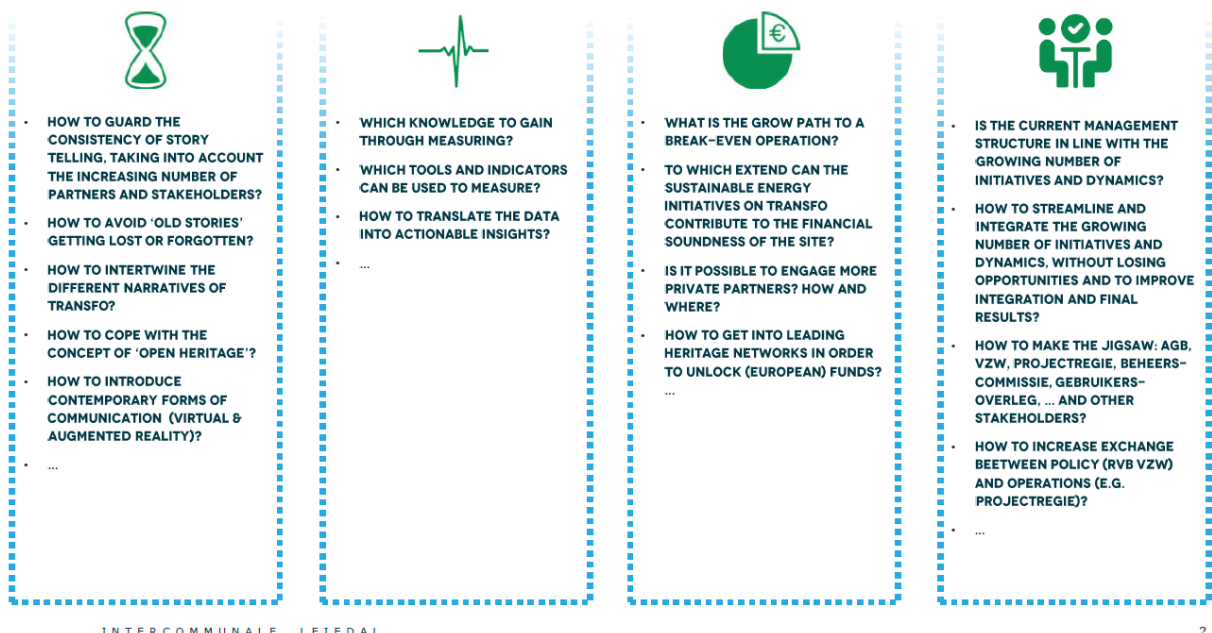 €
• HOW TO GUARD THE
CONSISTENCY OF STORY
TELLING, TAKING INTO ACCOUNT
THE INCREASING NUMBER OF
PARTNERS AND STAKEHOLDERS?
• HOW TO AVOID ‘OLD STORIES’
GETTING LOST OR FORGOTTEN?
• HOW TO INTERTWINE THE
DIFFERENT NARRATIVES OF
TRANSFO?
• HOW TO COPE WITH THE
CONCEPT OF ‘OPEN HERITAGE’?
• HOW TO INTRODUCE
CONTEMPORARY FORMS OF
COMMUNICATION (VIRTUAL &
AUGMENTED REALITY)?
• ...
• WHICH KNOWLEDGE TO GAIN
THROUGH MEASURING?
• WHICH TOOLS AND INDICATORS
CAN BE USED TO MEASURE?
• HOW TO TRANSLATE THE DATA
INTO ACTIONABLE INSIGHTS?
• ...
• WHAT IS THE GROW PATH TO A
BREAK-EVEN OPERATION?
• TO WHICH EXTEND CAN THE
SUSTAINABLE ENERGY
INITIATIVES ON TRANSFO
CONTRIBUTE TO THE FINANCIAL
SOUNDNESS OF THE SITE?
• IS IT POSSIBLE TO ENGAGE MORE
PRIVATE PARTNERS? HOW AND
WHERE?
• HOW TO GET INTO LEADING
HERITAGE NETWORKS IN ORDER
TO UNLOCK (EUROPEAN) FUNDS?
...
• IS THE CURRENT MANAGEMENT
STRUCTURE IN LINE WITH THE
GROWING NUMBER OF
INITIATIVES AND DYNAMICS?
• HOW TO STREAMLINE AND
INTEGRATE THE GROWING
NUMBER OF INITIATIVES AND
DYNAMICS, WITHOUT LOSING
OPPORTUNITIES AND TO IMPROVE
INTEGRATION AND FINAL
RESULTS?
• HOW TO MAKE THE JIGSAW: AGB,
VZW, PROJECTREGIE, BEHEERS-
COMMISSIE, GEBRUIKERS-
OVERLEG, ... AND OTHER
STAKEHOLDERS?
• HOW TO INCREASE EXCHANGE
BEETWEEN POLICY (RVB VZW)
AND OPERATIONS (E.G.
PROJECTREGIE)?
• ...
INTERCOMMUNALE LEIEDAL
2